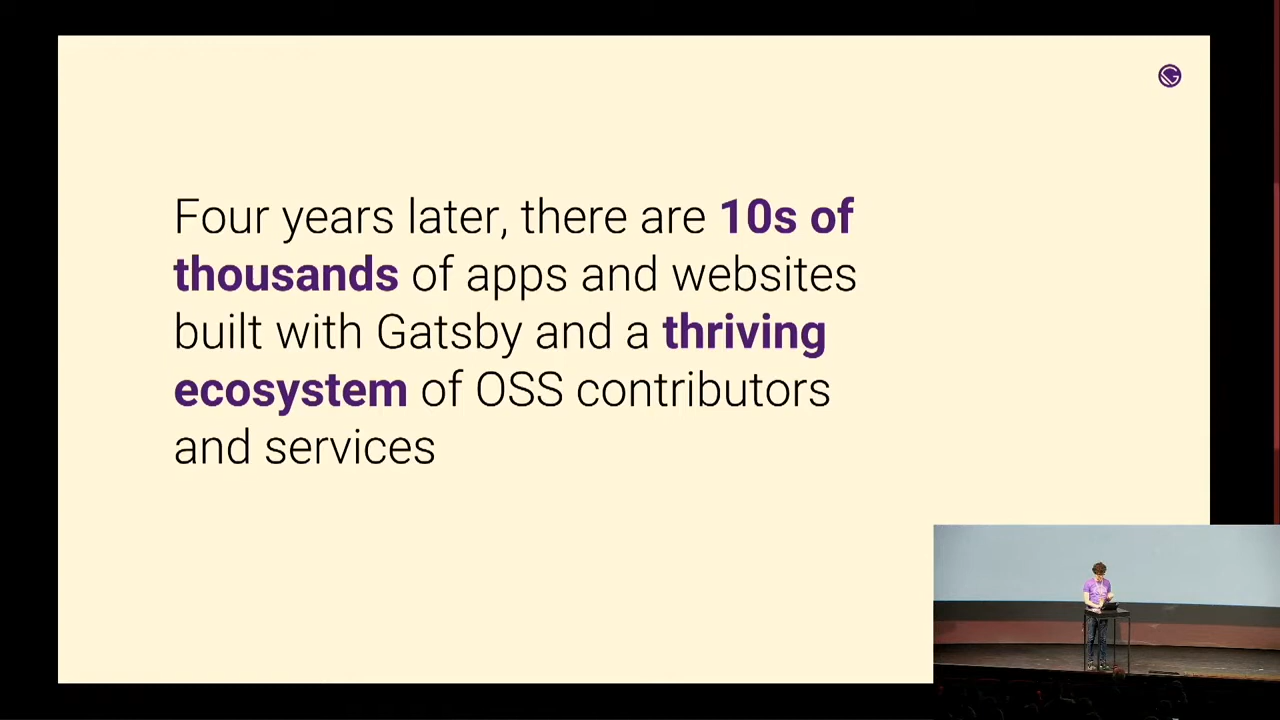 Four years later, there are 10s of
thousands of apps and websites
built with Gatsby and a thriving
ecosystem of OSS contributors
and services